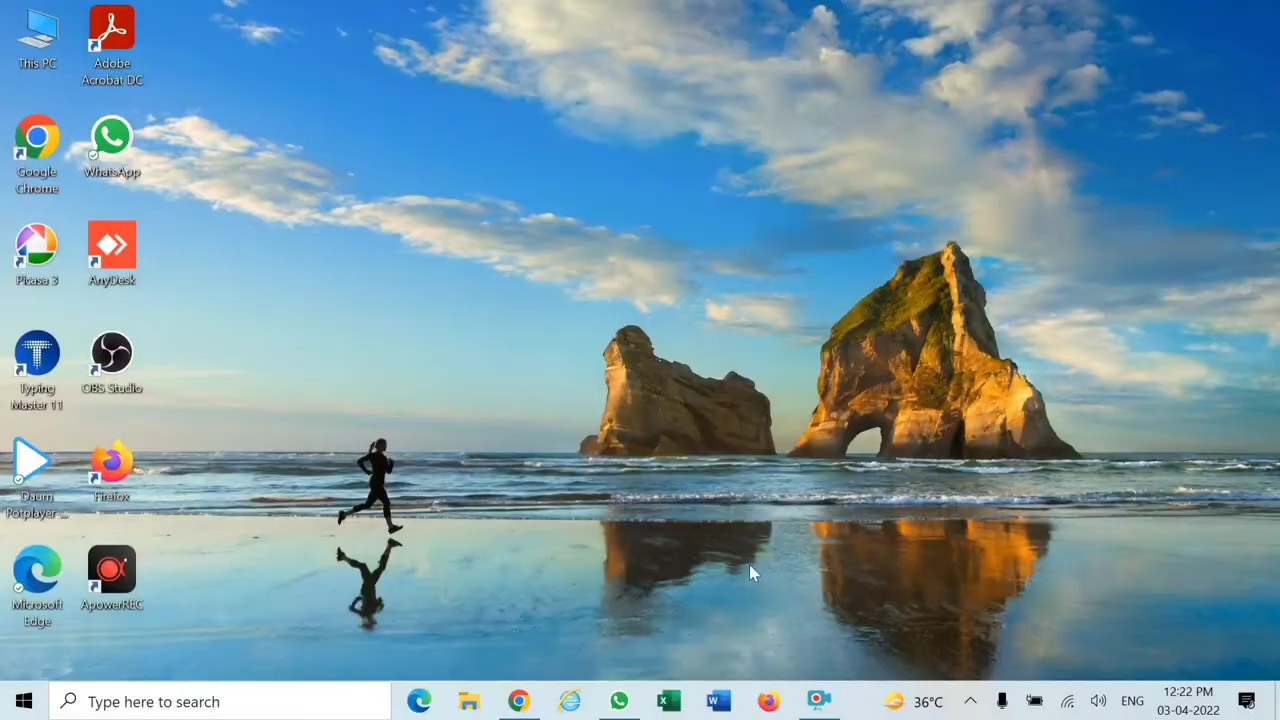 This PC
Adobe
Acrobat DC
Google
Chrome
WhatsApp
Picasa 3
AnyDesk
Typing
Master 11
OBS Studio
Daum
Potplayer ...
Firefox
Microsoft
Edge
ApowerREC
Type here to search
36°C
ENG
12:22 PM
03-04-2022